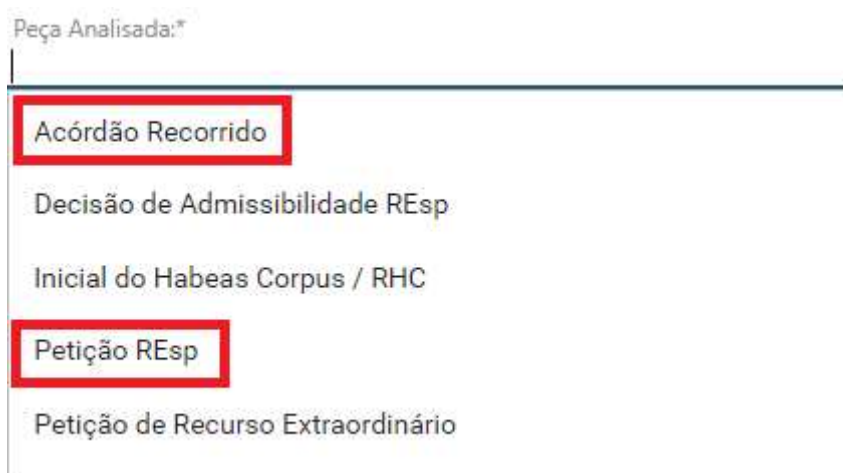 Peça Analisada:*
Acórdão Recorrido
Decisão de Admissibilidade REsp
Inicial do Habeas Corpus / RHC
Petição REsp
Petição de Recurso Extraordinário